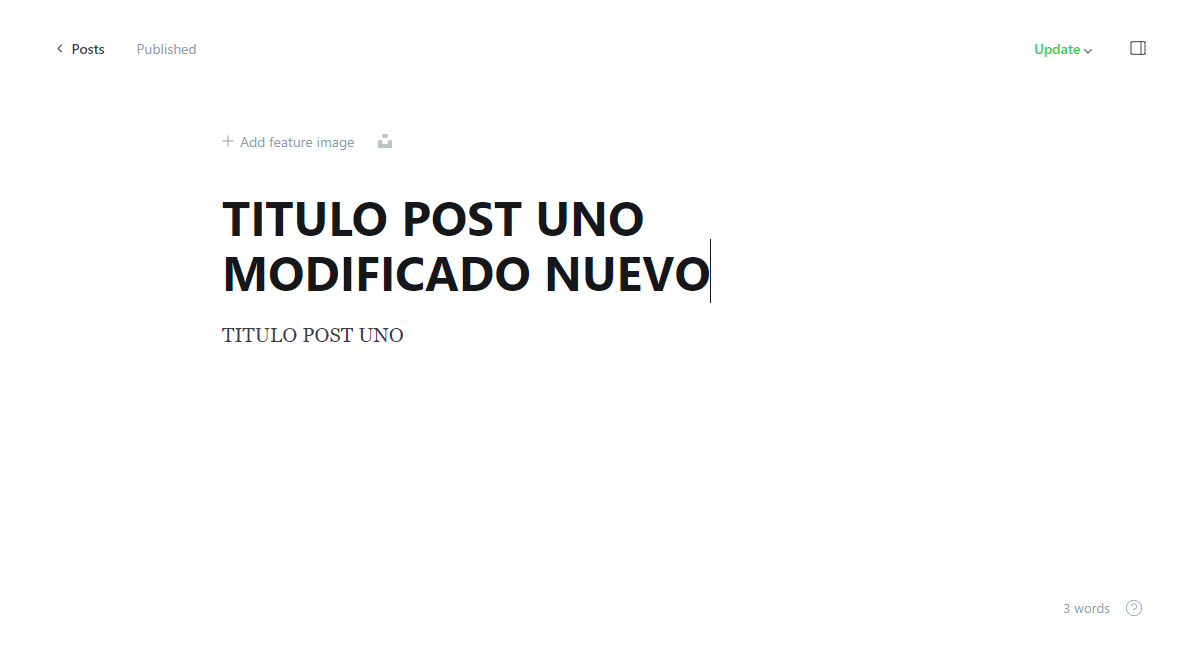 Posts
Published
Update
Add feature image
TITULO POST UNO
MODIFICADO NUEVO
TITULO POST UNO
3 words
?